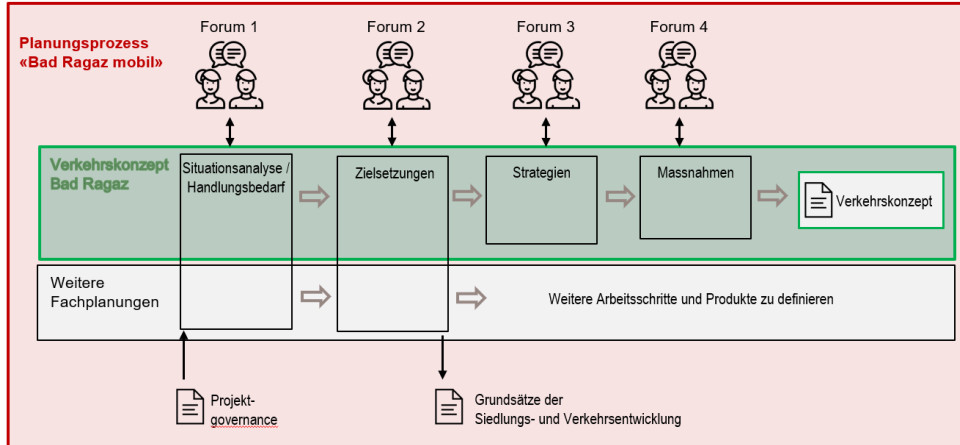 Forum 1
Forum 2
Forum 3
Forum 4
Planungsprozess
«Bad Ragaz mobil»
Verkehrskonzept
Bad Ragaz
Situationsanalyse /
Handlungsbedarf
Zielsetzungen
Strategien
Massnahmen
Verkehrskonzept
Weitere
Fachplanungen
Weitere Arbeitsschritte und Produkte zu definieren
Projekt-
governance
Grundsätze der
Siedlungs- und Verkehrsentwicklung